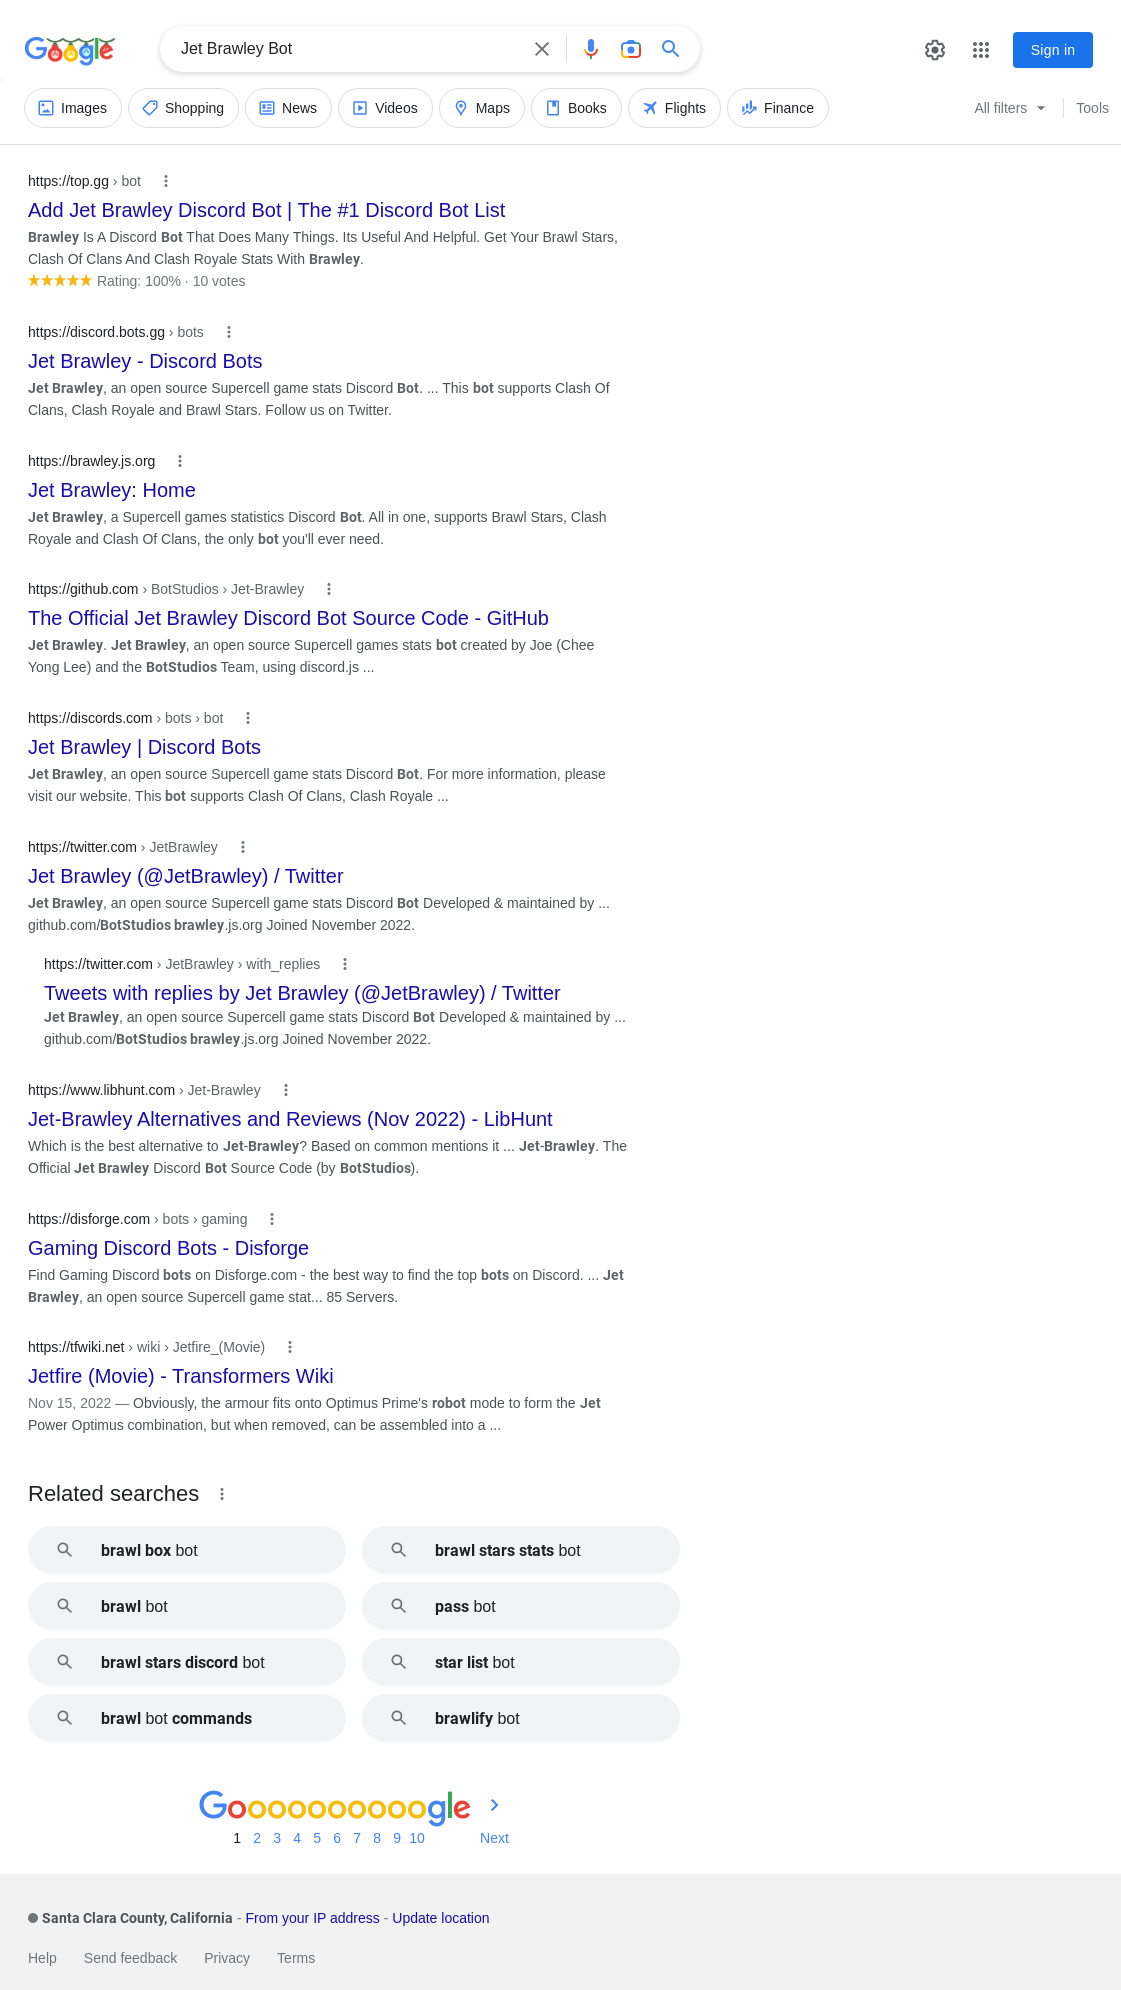 Google
Jet Brawley Bot
Sign in
Images Shopping News Videos Maps Books Flights Finance All filters Tools
https://top.gg › bot
Add Jet Brawley Discord Bot | The #1 Discord Bot List
Brawley Is A Discord Bot That Does Many Things. Its Useful And Helpful. Get Your Brawl Stars,
Clash Of Clans And Clash Royale Stats With Brawley.
Rating: 100% · 10 votes
https://discord.bots.gg › bots
Jet Brawley - Discord Bots
Jet Brawley, an open source Supercell game stats Discord Bot. ... This bot supports Clash Of
Clans, Clash Royale and Brawl Stars. Follow us on Twitter.
https://brawley.js.org
Jet Brawley: Home
Jet Brawley, a Supercell games statistics Discord Bot. All in one, supports Brawl Stars, Clash
Royale and Clash Of Clans, the only bot you'll ever need.
https://github.com › BotStudios › Jet-Brawley
The Official Jet Brawley Discord Bot Source Code - GitHub
Jet Brawley. Jet Brawley, an open source Supercell games stats bot created by Joe (Chee
Yong Lee) and the BotStudios Team, using discord.js ...
https://discords.com › bots › bot
Jet Brawley | Discord Bots
Jet Brawley, an open source Supercell game stats Discord Bot. For more information, please
visit our website. This bot supports Clash Of Clans, Clash Royale ...
https://twitter.com › JetBrawley
Jet Brawley (@JetBrawley) / Twitter
Jet Brawley, an open source Supercell game stats Discord Bot Developed & maintained by ...
github.com/BotStudios brawley.js.org Joined November 2022.
https://twitter.com › JetBrawley › with_replies
Tweets with replies by Jet Brawley (@JetBrawley) / Twitter
Jet Brawley, an open source Supercell game stats Discord Bot Developed & maintained by ...
github.com/BotStudios brawley.js.org Joined November 2022.
https://www.libhunt.com › Jet-Brawley
Jet-Brawley Alternatives and Reviews (Nov 2022) - LibHunt
Which is the best alternative to Jet-Brawley? Based on common mentions it ... Jet-Brawley. The
Official Jet Brawley Discord Bot Source Code (by BotStudios).
https://disforge.com › bots › gaming
Gaming Discord Bots - Disforge
Find Gaming Discord bots on Disforge.com - the best way to find the top bots on Discord. ... Jet
Brawley, an open source Supercell game stat... 85 Servers.
https://tfwiki.net › wiki › Jetfire_(Movie)
Jetfire (Movie) - Transformers Wiki
Nov 15, 2022 — Obviously, the armour fits onto Optimus Prime's robot mode to form the Jet
Power Optimus combination, but when removed, can be assembled into a ...
Related searches
brawl box bot
brawl stars stats bot
brawl bot
pass bot
brawl stars discord bot
star list bot
brawl bot commands
brawlify bot
Goooooooooogle
1 2 3 4 5 6 7 8 9 10 Next
Santa Clara County, California - From your IP address - Update location
Help Send feedback Privacy Terms